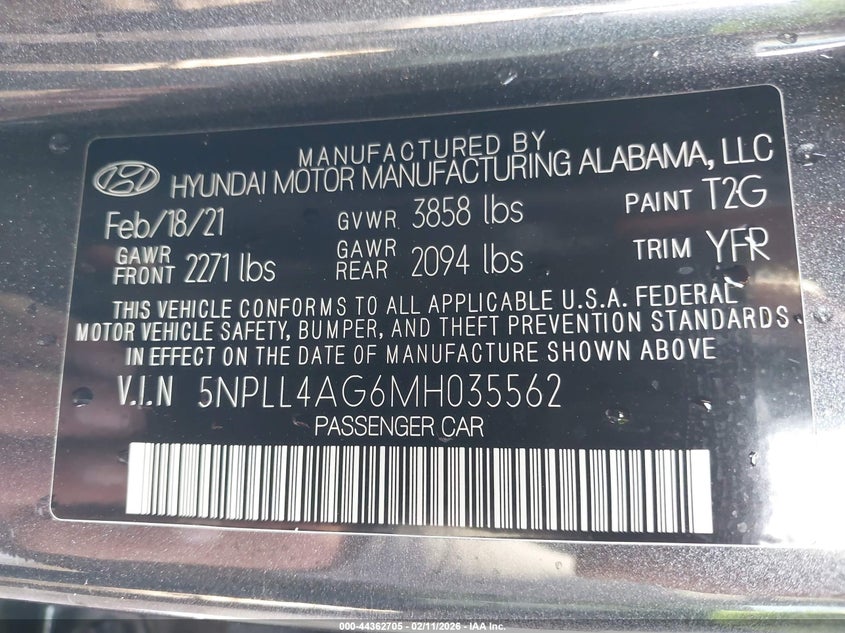 MANUFACTURED BY
HYUNDAI MOTOR MANUFACTURING ALABAMA, LLC
Feb/18/21 GVWR 3858 lbs PAINT T2G
GAWR FRONT 2271 lbs GAWR REAR 2094 lbs TRIM YFR
THIS VEHICLE CONFORMS TO ALL APPLICABLE U.S.A. FEDERAL
MOTOR VEHICLE SAFETY, BUMPER, AND THEFT PREVENTION STANDARDS
IN EFFECT ON THE DATE OF MANUFACTURE SHOWN ABOVE
V.I.N 5NPLL4AG6MH035562
PASSENGER CAR
000-44362705 - 02/11/2026 - IAA Inc.